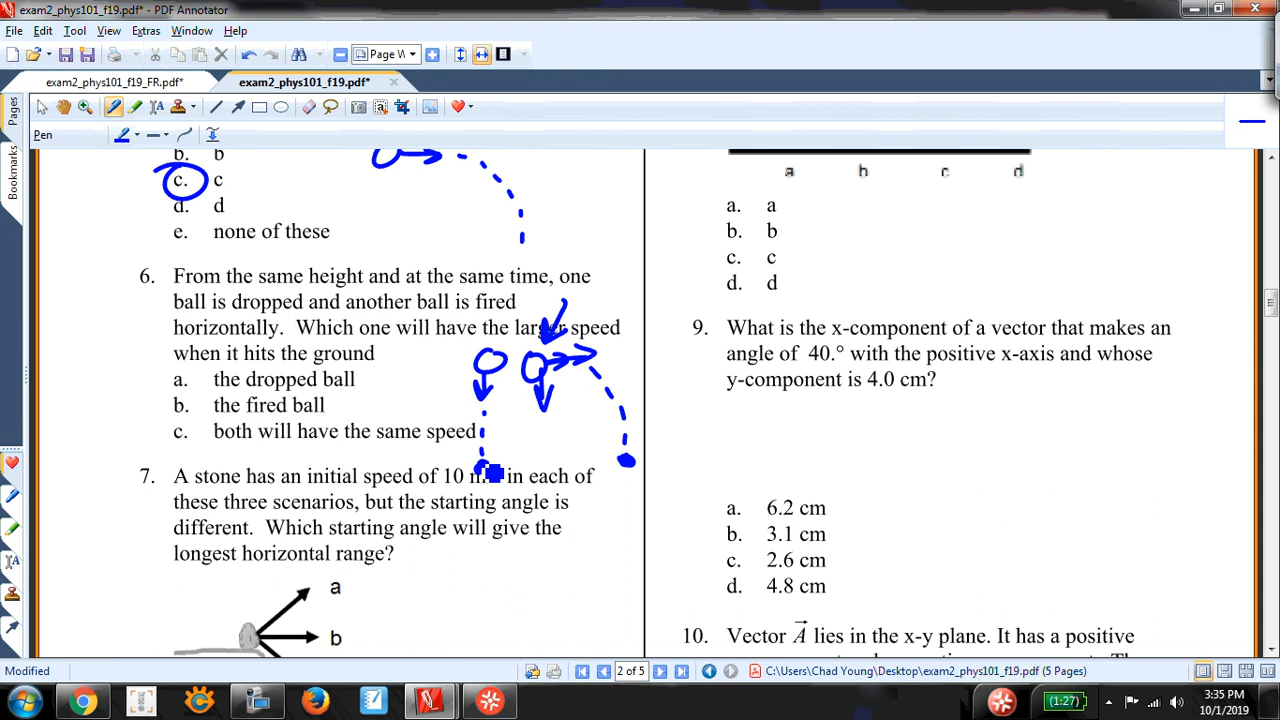 exam2_phys101_f19.pdf* - PDF Annotator
File Edit Tool View Extras Window Help
Page W
exam2_phys101_f19_FR.pdf*
exam2_phys101_f19.pdf*
Pen
Pages
Bookmarks
b. b
c. c
d. d
e. none of these
6. From the same height and at the same time, one
ball is dropped and another ball is fired
horizontally. Which one will have the larger speed
when it hits the ground
a. the dropped ball
b. the fired ball
c. both will have the same speed
7. A stone has an initial speed of 10 in each of
these three scenarios, but the starting angle is
different. Which starting angle will give the
longest horizontal range?
a
b
a b c d
a. a
b. b
c. c
d. d
9. What is the x-component of a vector that makes an
angle of 40.° with the positive x-axis and whose
y-component is 4.0 cm?
a. 6.2 cm
b. 3.1 cm
c. 2.6 cm
d. 4.8 cm
10. Vector A lies in the x-y plane. It has a positive
Modified
2 of 5
C:\Users\Chad Young\Desktop\exam2_phys101_f19.pdf (5 Pages)
(1:27)
3:35 PM
10/1/2019